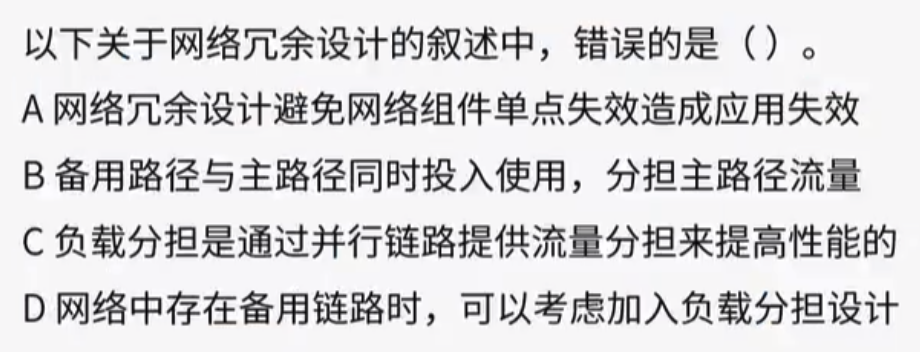 以下关于网络冗余设计的叙述中，错误的是（ ）。
A 网络冗余设计避免网络组件单点失效造成应用失效
B 备用路径与主路径同时投入使用，分担主路径流量
C 负载分担是通过并行链路提供流量分担来提高性能的
D 网络中存在备用链路时，可以考虑加入负载分担设计